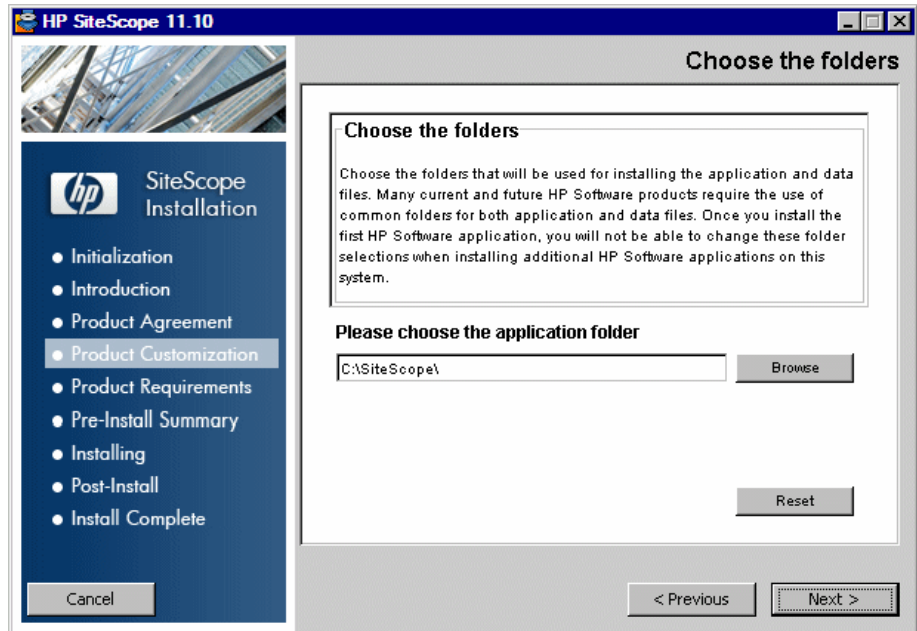 HP SiteScope 11.10
Choose the folders
hp
SiteScope
Installation
Initialization
Introduction
Product Agreement
Product Customization
Product Requirements
Pre-Install Summary
Installing
Post-Install
Install Complete
Choose the folders
Choose the folders that will be used for installing the application and data
files. Many current and future HP Software products require the use of
common folders for both application and data files. Once you install the
first HP Software application, you will not be able to change these folder
selections when installing additional HP Software applications on this
system.
Please choose the application folder
C:\SiteScope\
Browse
Reset
Cancel
< Previous
Next >